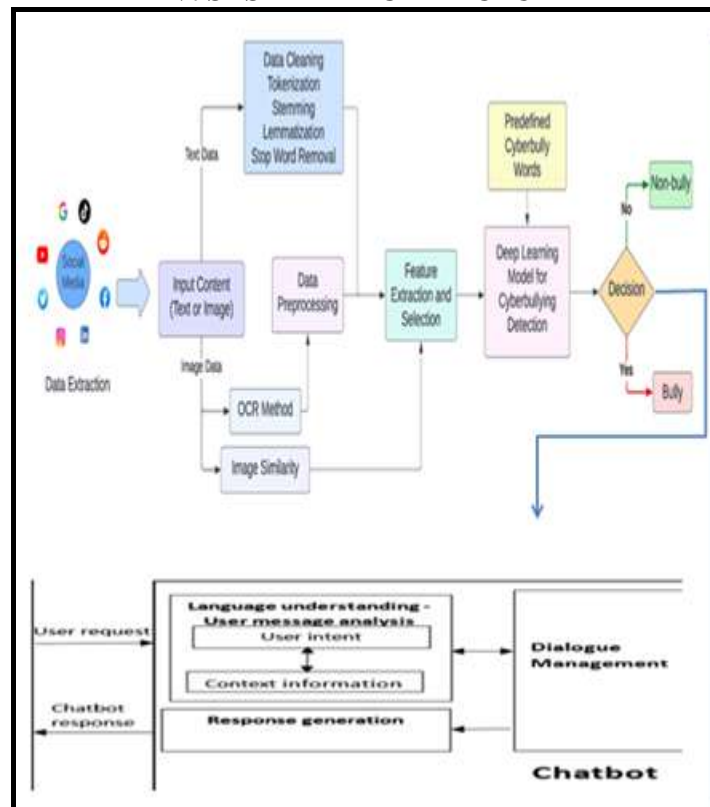 Data Cleaning
Tokenization
Stemming
Lemmatization
Stop Word Removal
Text Data
Predefined
Cyberbully
Words
Non-bully
No
Social
Media
Input Content
(Text or Image)
Data
Preprocessing
Feature
Extraction and
Selection
Deep Learning
Model for
Cyberbullying
Detection
Decision
Image Data
Yes
Bully
Data Extraction
OCR Method
Image Similarity
Language understanding -
User message analysis
User request
User intent
Context information
Dialogue
Management
Chatbot
response
Response generation
Chatbot